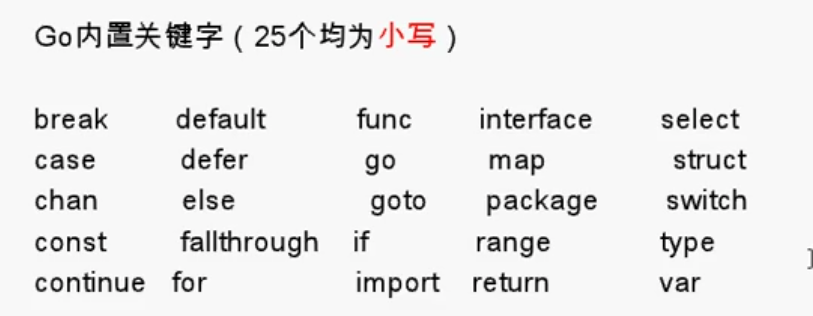 Go内置关键字（25个均为小写）
break default func interface select
case defer go map struct
chan else goto package switch
const fallthrough if range type
continue for import return var